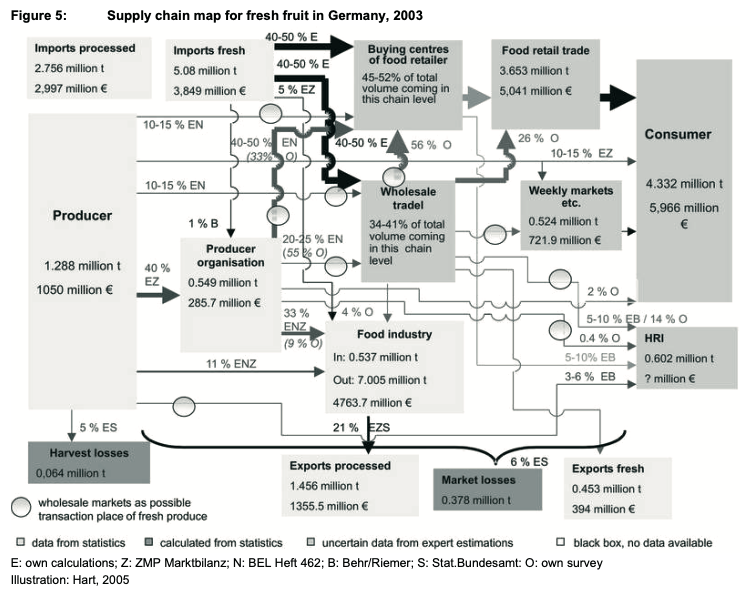 Figure 5: Supply chain map for fresh fruit in Germany, 2003
Imports processed
2.756 million t
2,997 million €
Imports fresh
5.08 million t
3,849 million €
40-50 % E
40-50 % E
5 % EZ
Buying centres
of food retailer
45-52% of total
volume coming in
this chain level
Food retail trade
3.653 million t
5,041 million €
Consumer
4.332 million t
5,966 million
€
10-15 % EN
40-50 % EN
(33% O)
40-50 % E
56 % O
26 % O
10-15 % EZ
10-15 % EN
Producer
1.288 million t
1050 million €
Wholesale
tradel
34-41% of total
volume coming
in this chain
level
Weekly markets
etc.
0.524 million t
721.9 million €
1 % B
Producer
organisation
0.549 million t
285.7 million €
20-25 % EN
(55 % O)
40 %
EZ
2 % O
33 %
ENZ
(9 % O)
4 % O
5-10 % EB / 14 % O
0.4 % O
Food industry
In: 0.537 million t
Out: 7.005 million t
4763.7 million €
HRI
0.602 million t
? million €
11 % ENZ
5-10% EB
3-6 % EB
5 % ES
21 % EZS
6 % ES
Harvest losses
0,064 million t
Exports processed
1.456 million t
1355.5 million €
Market losses
0.378 million t
Exports fresh
0.453 million t
394 million €
wholesale markets as possible
transaction place of fresh produce
data from statistics
calculated from statistics
uncertain data from expert estimations
black box, no data available
E: own calculations; Z: ZMP Marktbilanz; N: BEL Heft 462; B: Behr/Riemer; S: Stat.Bundesamt: O: own survey
Illustration: Hart, 2005